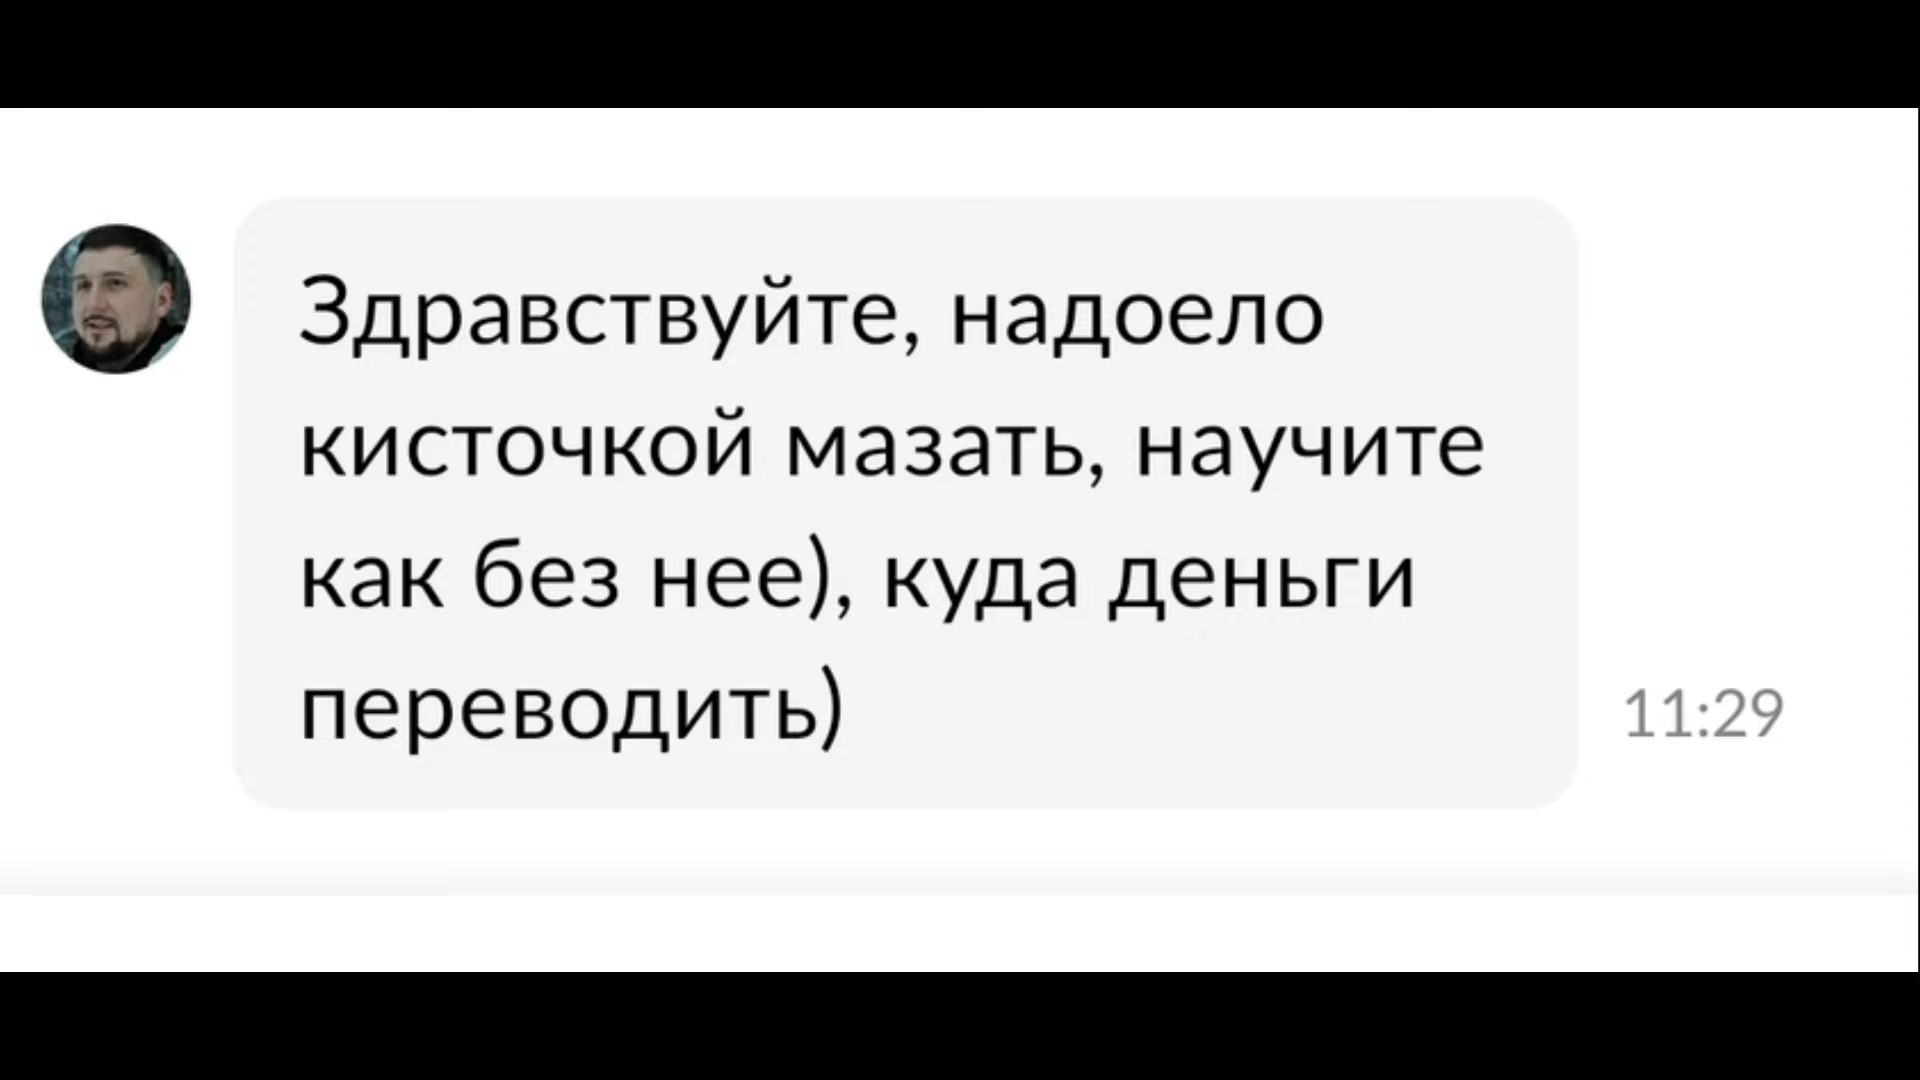 Здравствуйте, надоело
кисточкой мазать, научите
как без нее), куда деньги
переводить)
11:29